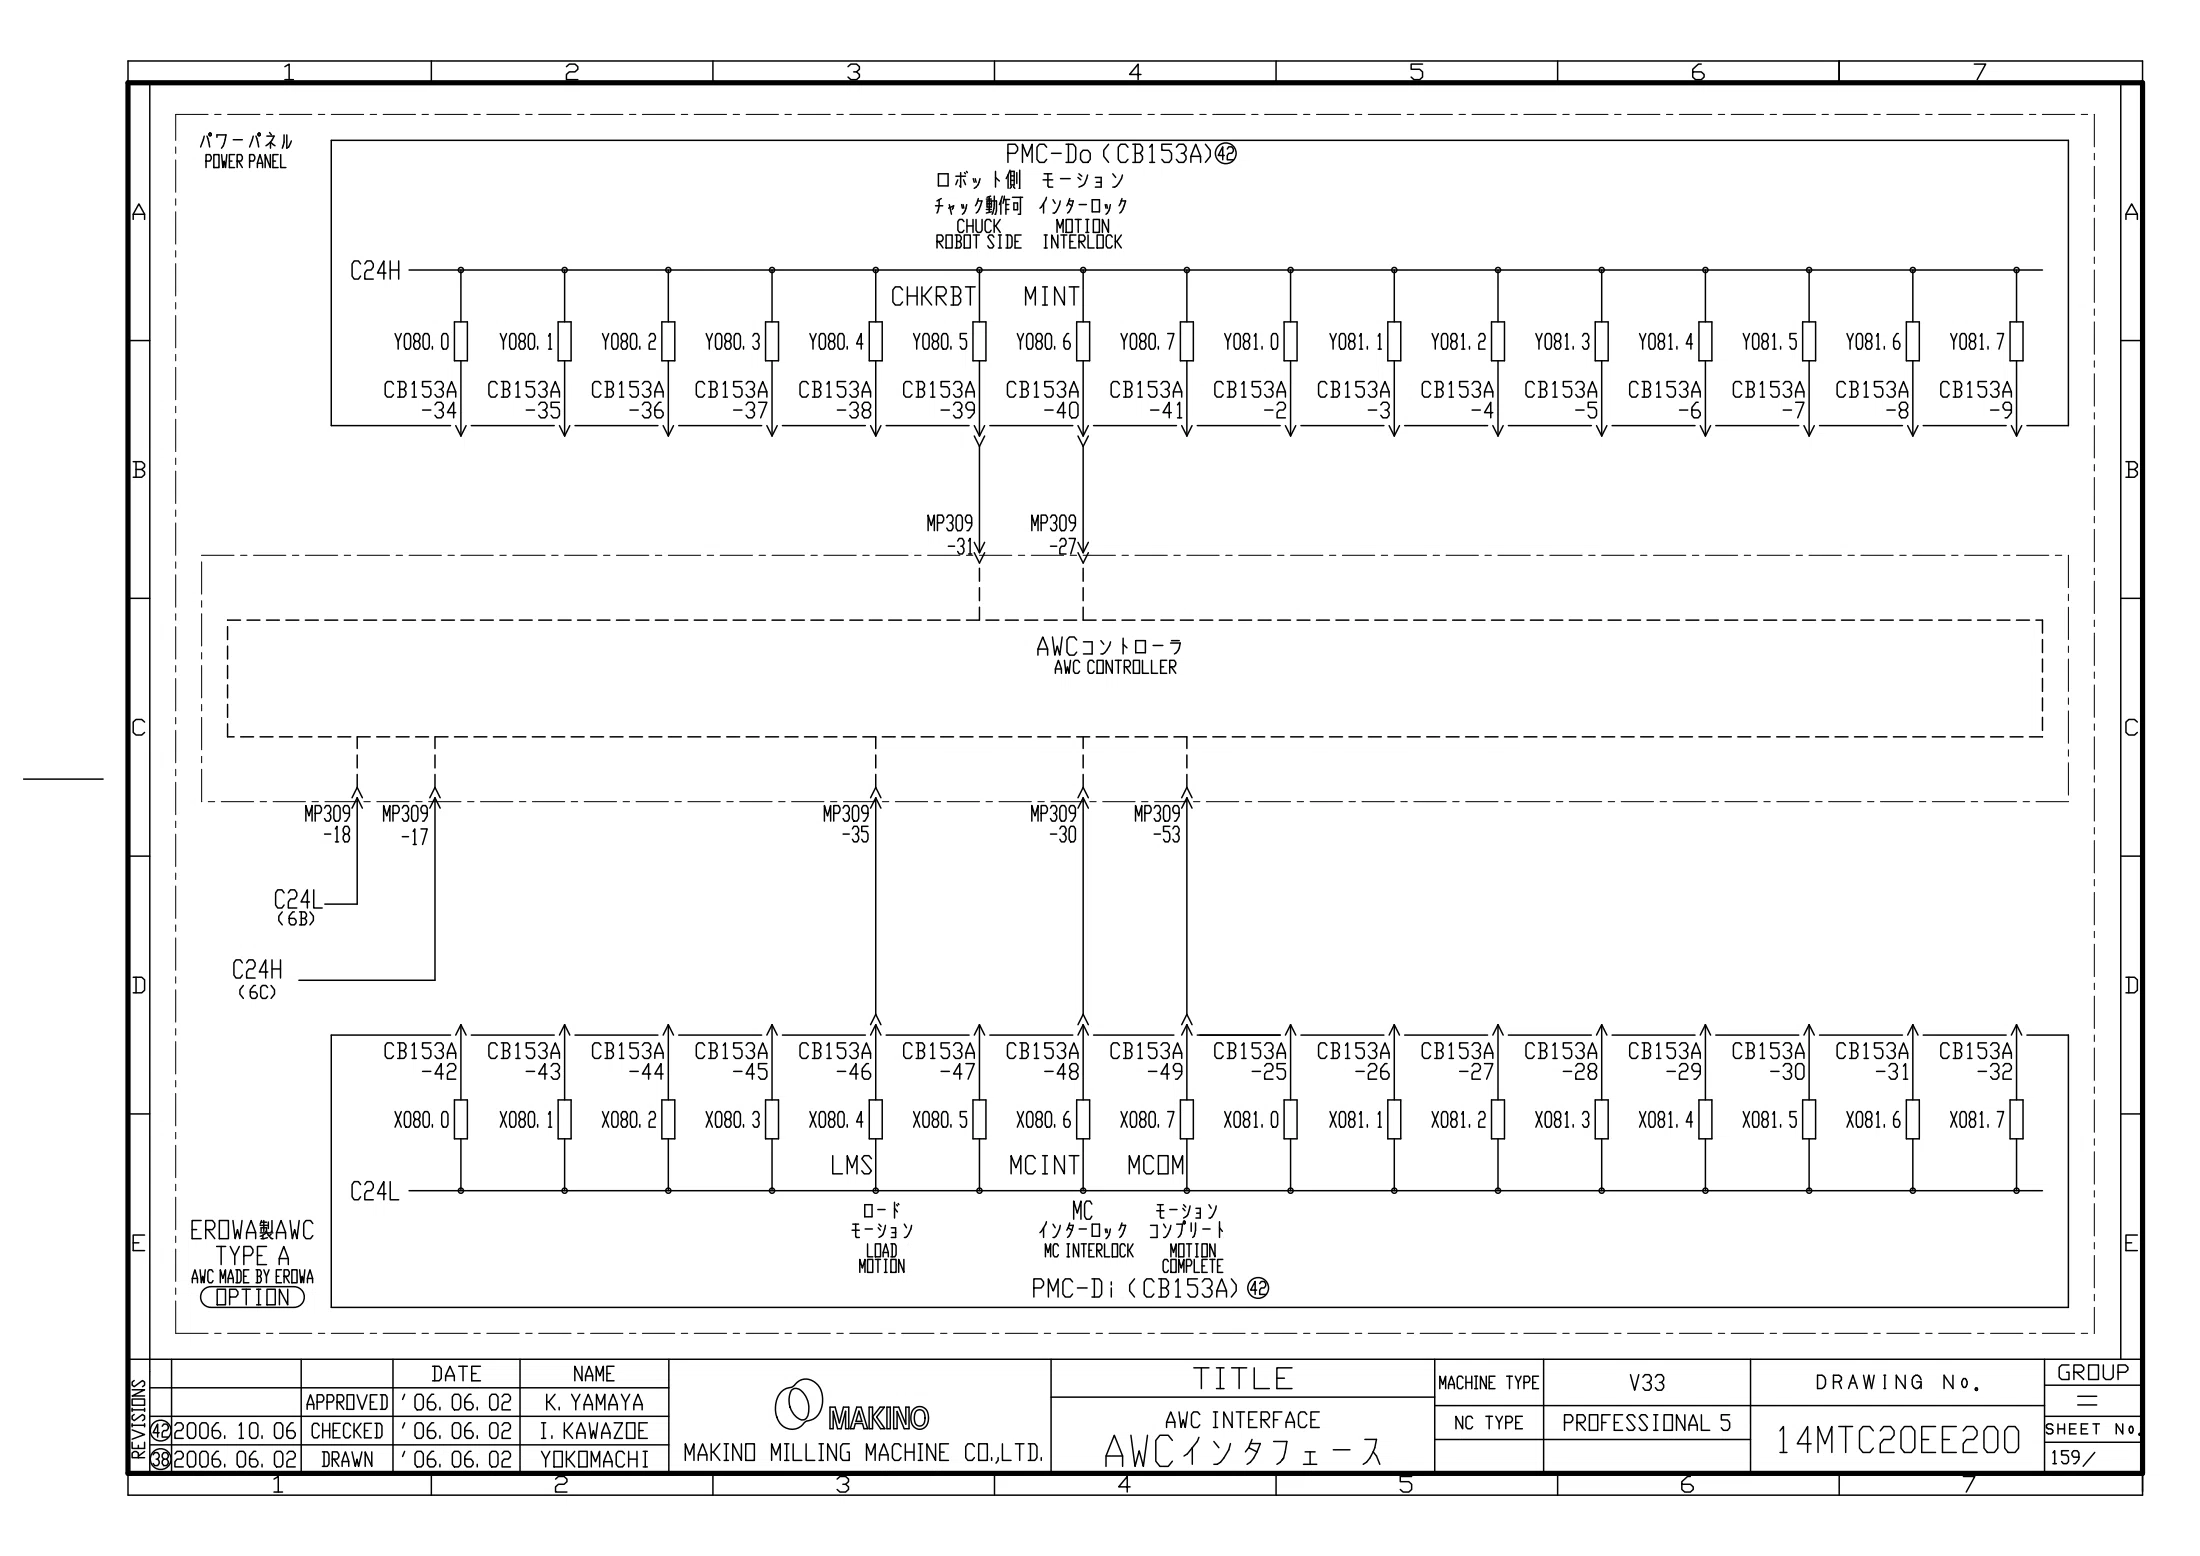 1 2 3 4 5 6 7
パワーパネル
POWER PANEL
PMC-Do (CB153A) ㊷
ロボット側 モーション
チャック動作可 インターロック
CHUCK MOTION
ROBOT SIDE INTERLOCK
A A
C24H
CHKRBT MINT
Y080.0 Y080.1 Y080.2 Y080.3 Y080.4 Y080.5 Y080.6 Y080.7 Y081.0 Y081.1 Y081.2 Y081.3 Y081.4 Y081.5 Y081.6 Y081.7
CB153A CB153A CB153A CB153A CB153A CB153A CB153A CB153A CB153A CB153A CB153A CB153A CB153A CB153A CB153A CB153A
-34 -35 -36 -37 -38 -39 -40 -41 -2 -3 -4 -5 -6 -7 -8 -9
B B
MP309 MP309
-31 -27
AWCコントローラ
AWC CONTROLLER
C C
MP309 MP309 MP309 MP309 MP309
-18 -17 -35 -30 -53
C24L
(6B)
C24H
(6C)
D D
CB153A CB153A CB153A CB153A CB153A CB153A CB153A CB153A CB153A CB153A CB153A CB153A CB153A CB153A CB153A CB153A
-42 -43 -44 -45 -46 -47 -48 -49 -25 -26 -27 -28 -29 -30 -31 -32
X080.0 X080.1 X080.2 X080.3 X080.4 X080.5 X080.6 X080.7 X081.0 X081.1 X081.2 X081.3 X081.4 X081.5 X081.6 X081.7
LMS MCINT MCOM
C24L
ロード MC モーション
モーション インターロック コンプリート
LOAD MC INTERLOCK MOTION
MOTION COMPLETE
PMC-Di (CB153A) ㊷
E E
EROWA製AWC
TYPE A
AWC MADE BY EROWA
OPTION
REVISIONS
DATE NAME
APPROVED '06.06.02 K. YAMAYA
㊷ 2006.10.06 CHECKED '06.06.02 I. KAWAZOE
㊳ 2006.06.02 DRAWN '06.06.02 YOKOMACHI
MAKINO
MAKINO MILLING MACHINE CO.,LTD.
TITLE
AWC INTERFACE
AWCインタフェース
MACHINE TYPE V33
NC TYPE PROFESSIONAL 5
DRAWING No.
14MTC20EE200
GROUP
=
SHEET No.
159/
1 2 3 4 5 6 7